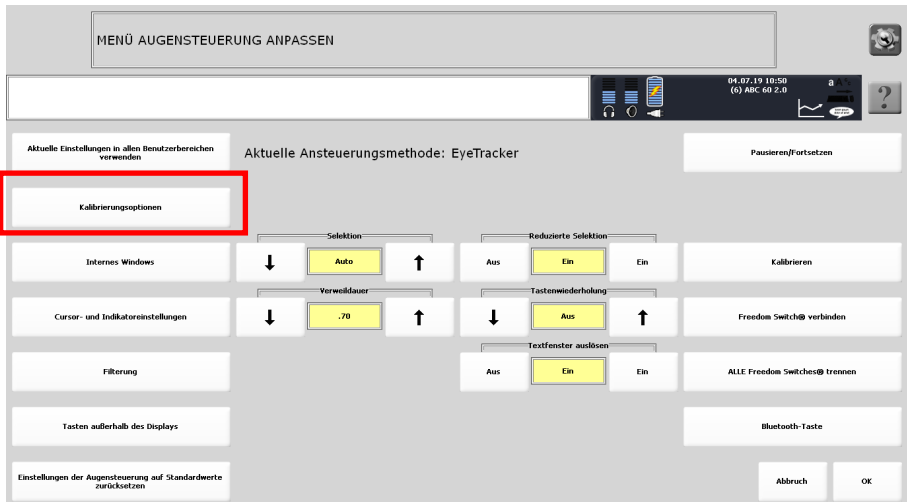 MENÜ AUGENSTEUERUNG ANPASSEN
04.07.19 10:50
(6) ABC 60 2.0
a
?
Aktuelle Einstellungen in allen Benutzerbereichen
verwenden
Aktuelle Ansteuerungsmethode: EyeTracker
Pausieren/Fortsetzen
Kalibrierungsoptionen
Selektion
Reduzierte Selektion
Internes Windows
↓
Auto
↑
Aus
Ein
Ein
Kalibrieren
Verweildauer
Tastenwiederholung
Cursor- und Indikatoreinstellungen
↓
.70
↑
↓
Aus
↑
Freedom Switch® verbinden
Textfenster auslösen
Filterung
Aus
Ein
Ein
ALLE Freedom Switches® trennen
Tasten außerhalb des Displays
Bluetooth-Taste
Einstellungen der Augensteuerung auf Standardwerte
zurücksetzen
Abbruch
OK